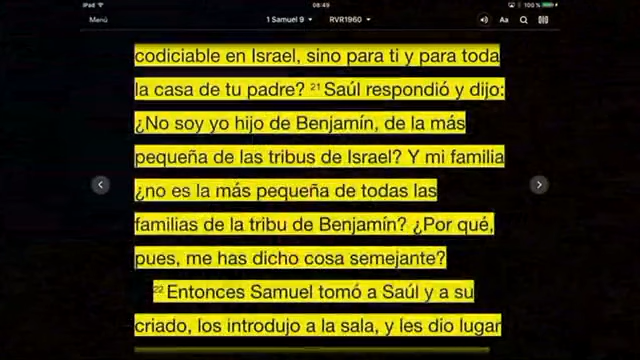 iPad 08:49 100 %
Menú 1 Samuel 9 RVR1960 Aa
codiciable en Israel, sino para ti y para toda
la casa de tu padre? 21 Saúl respondió y dijo:
¿No soy yo hijo de Benjamín, de la más
pequeña de las tribus de Israel? Y mi familia
¿no es la más pequeña de todas las
familias de la tribu de Benjamín? ¿Por qué,
pues, me has dicho cosa semejante?
22 Entonces Samuel tomó a Saúl y a su
criado, los introdujo a la sala, y les dio lugar